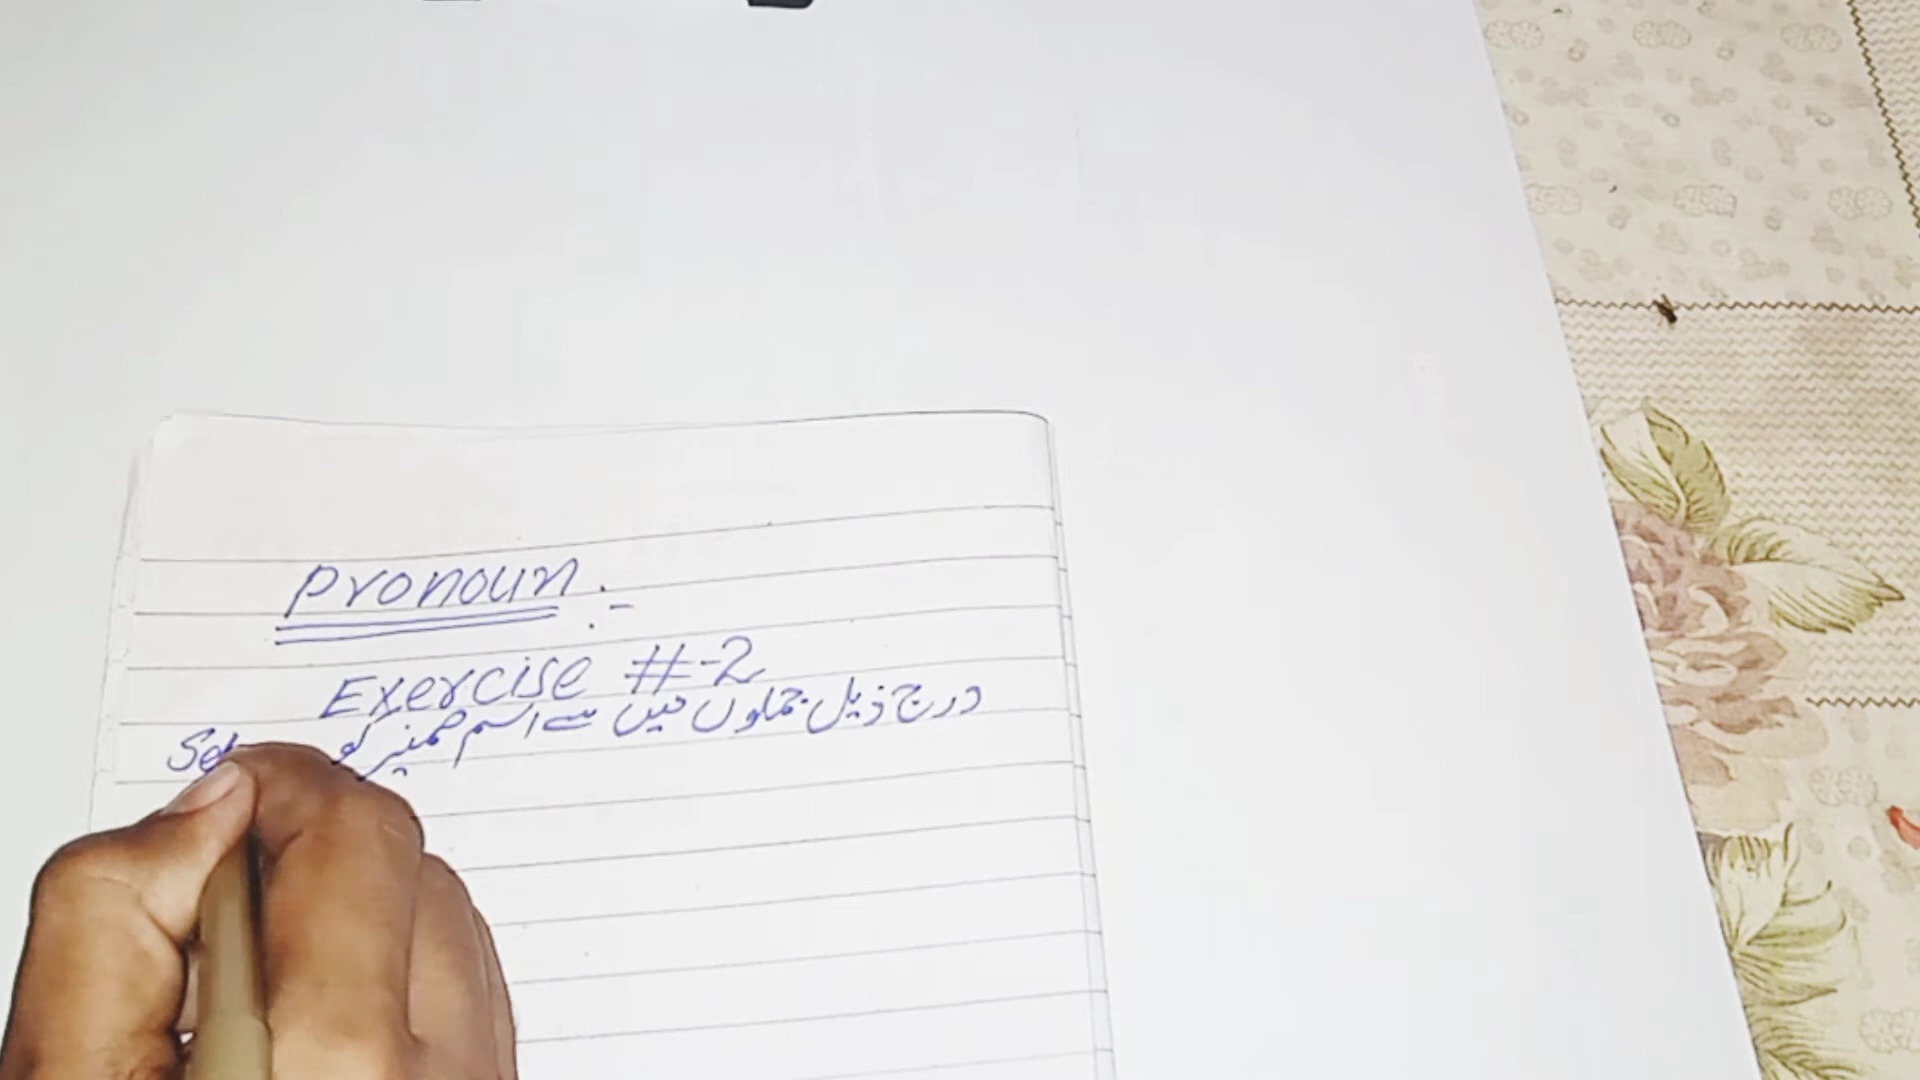 Pronoun :-
Exercise #-2
درج ذیل جملوں میں سے اسم ضمیر کو